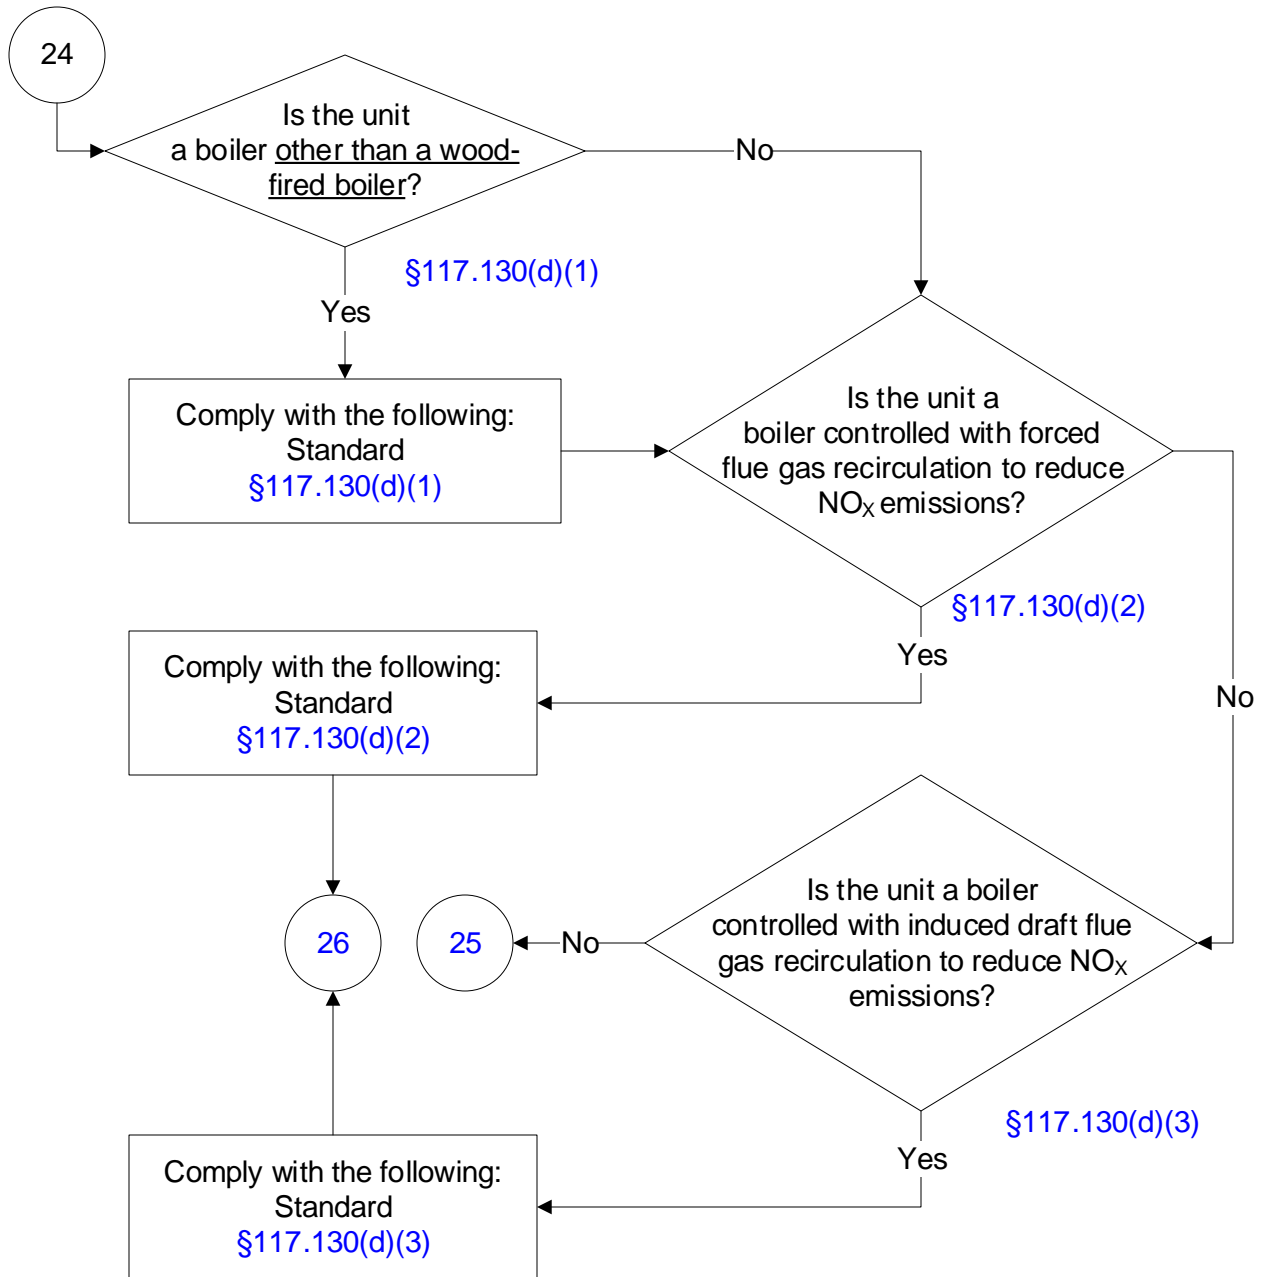 24
Is the unit
a boiler other than a wood-
fired boiler?
No
§117.130(d)(1)
Yes
Comply with the following:
Standard
§117.130(d)(1)
Is the unit a
boiler controlled with forced
flue gas recirculation to reduce
NOX emissions?
§117.130(d)(2)
Yes
No
Comply with the following:
Standard
§117.130(d)(2)
26
25
No
Is the unit a boiler
controlled with induced draft flue
gas recirculation to reduce NOX
emissions?
§117.130(d)(3)
Yes
Comply with the following:
Standard
§117.130(d)(3)